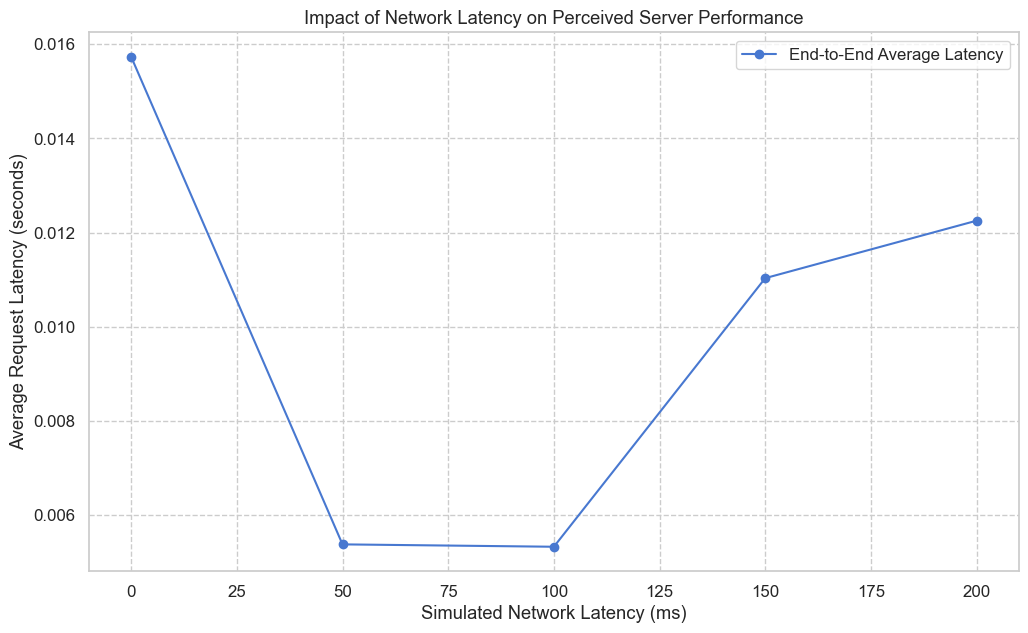 Impact of Network Latency on Perceived Server Performance
End-to-End Average Latency
Average Request Latency (seconds)
0.016
0.014
0.012
0.010
0.008
0.006
0 25 50 75 100 125 150 175 200
Simulated Network Latency (ms)